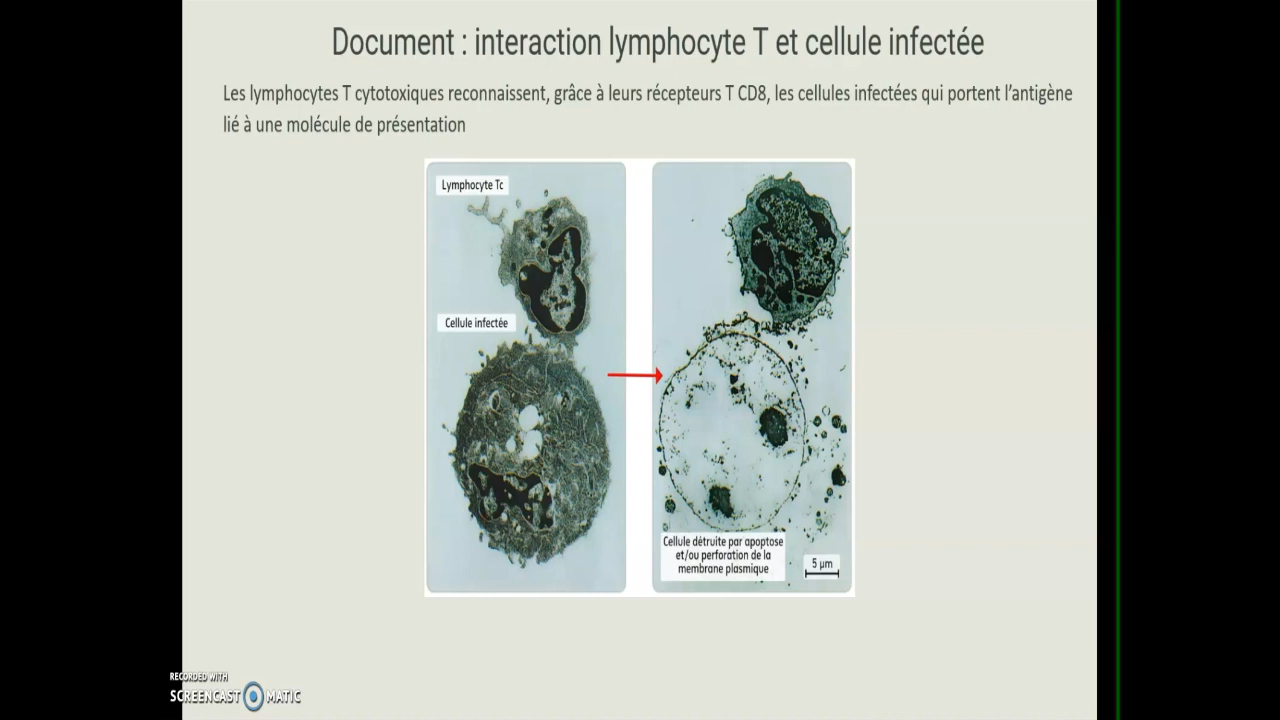 Document : interaction lymphocyte T et cellule infectée
Les lymphocytes T cytotoxiques reconnaissent, grâce à leurs récepteurs T CD8, les cellules infectées qui portent l’antigène
lié à une molécule de présentation
Lymphocyte Tc
Cellule infectée
Cellule détruite par apoptose
et/ou perforation de la
membrane plasmique
5 µm
RECORDED WITH
SCREENCAST MATIC